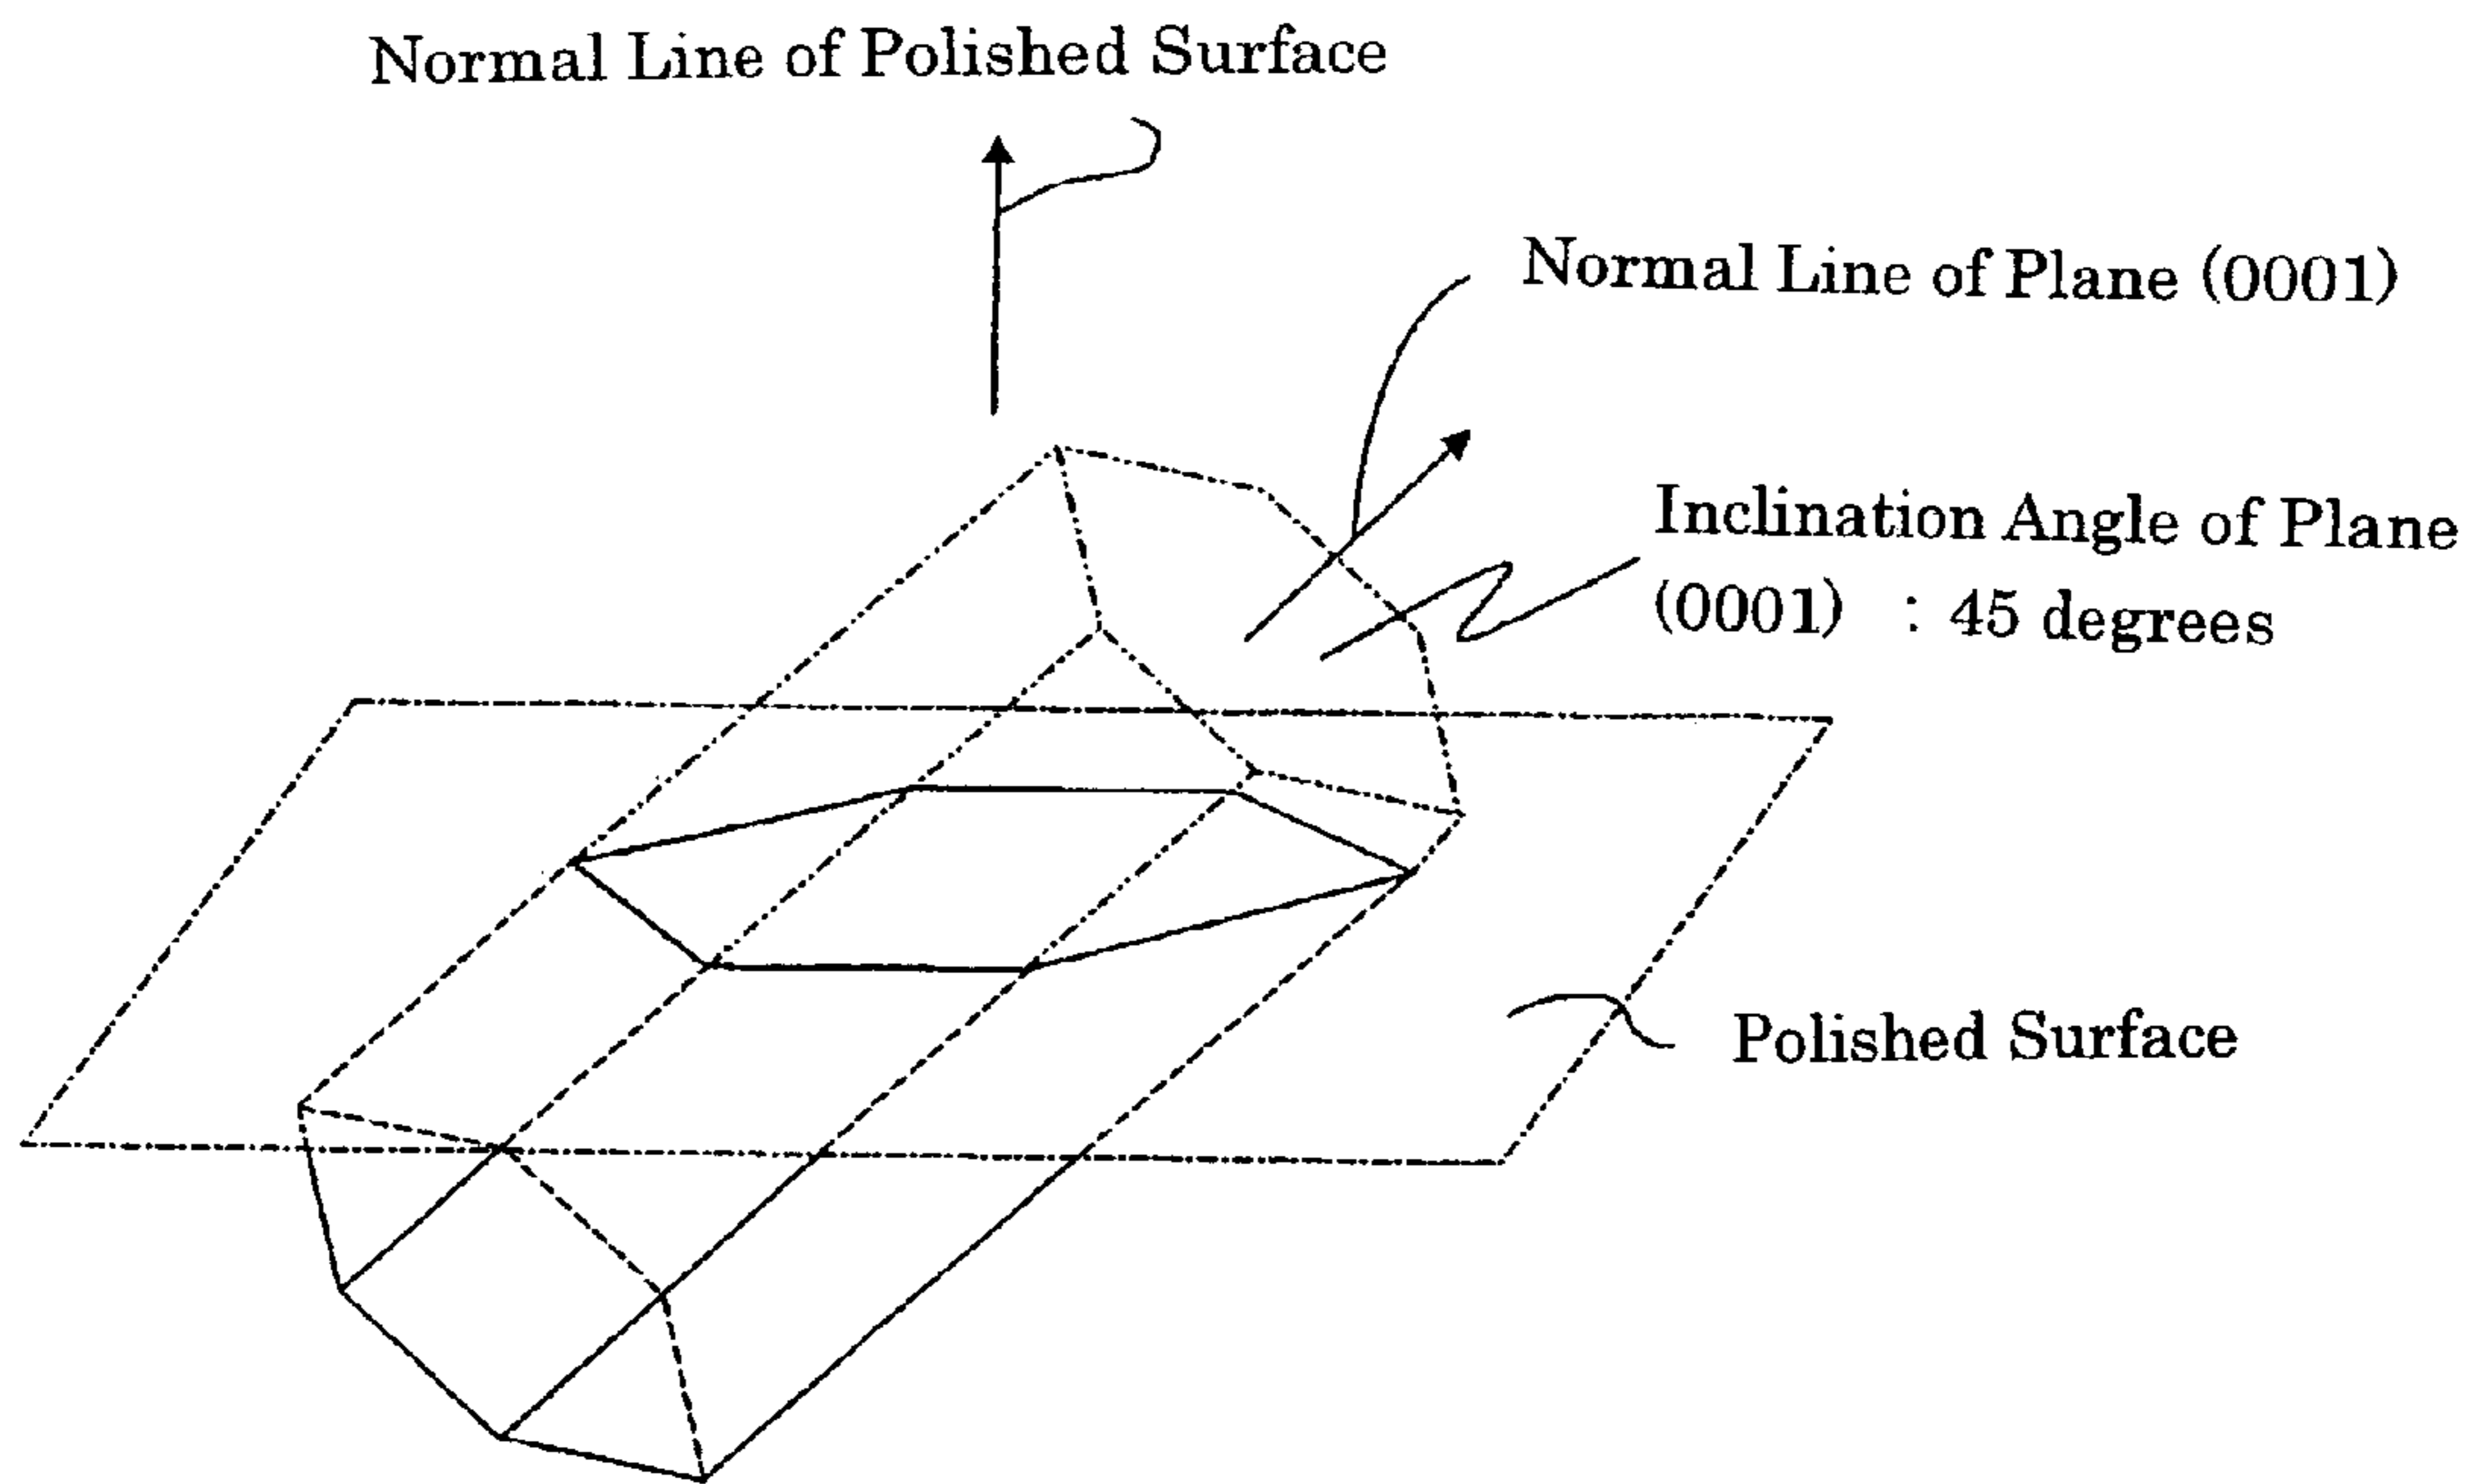 Normal Line of Polished Surface
Normal Line of Plane (0001)
Inclination Angle of Plane
(0001) : 45 degrees
Polished Surface